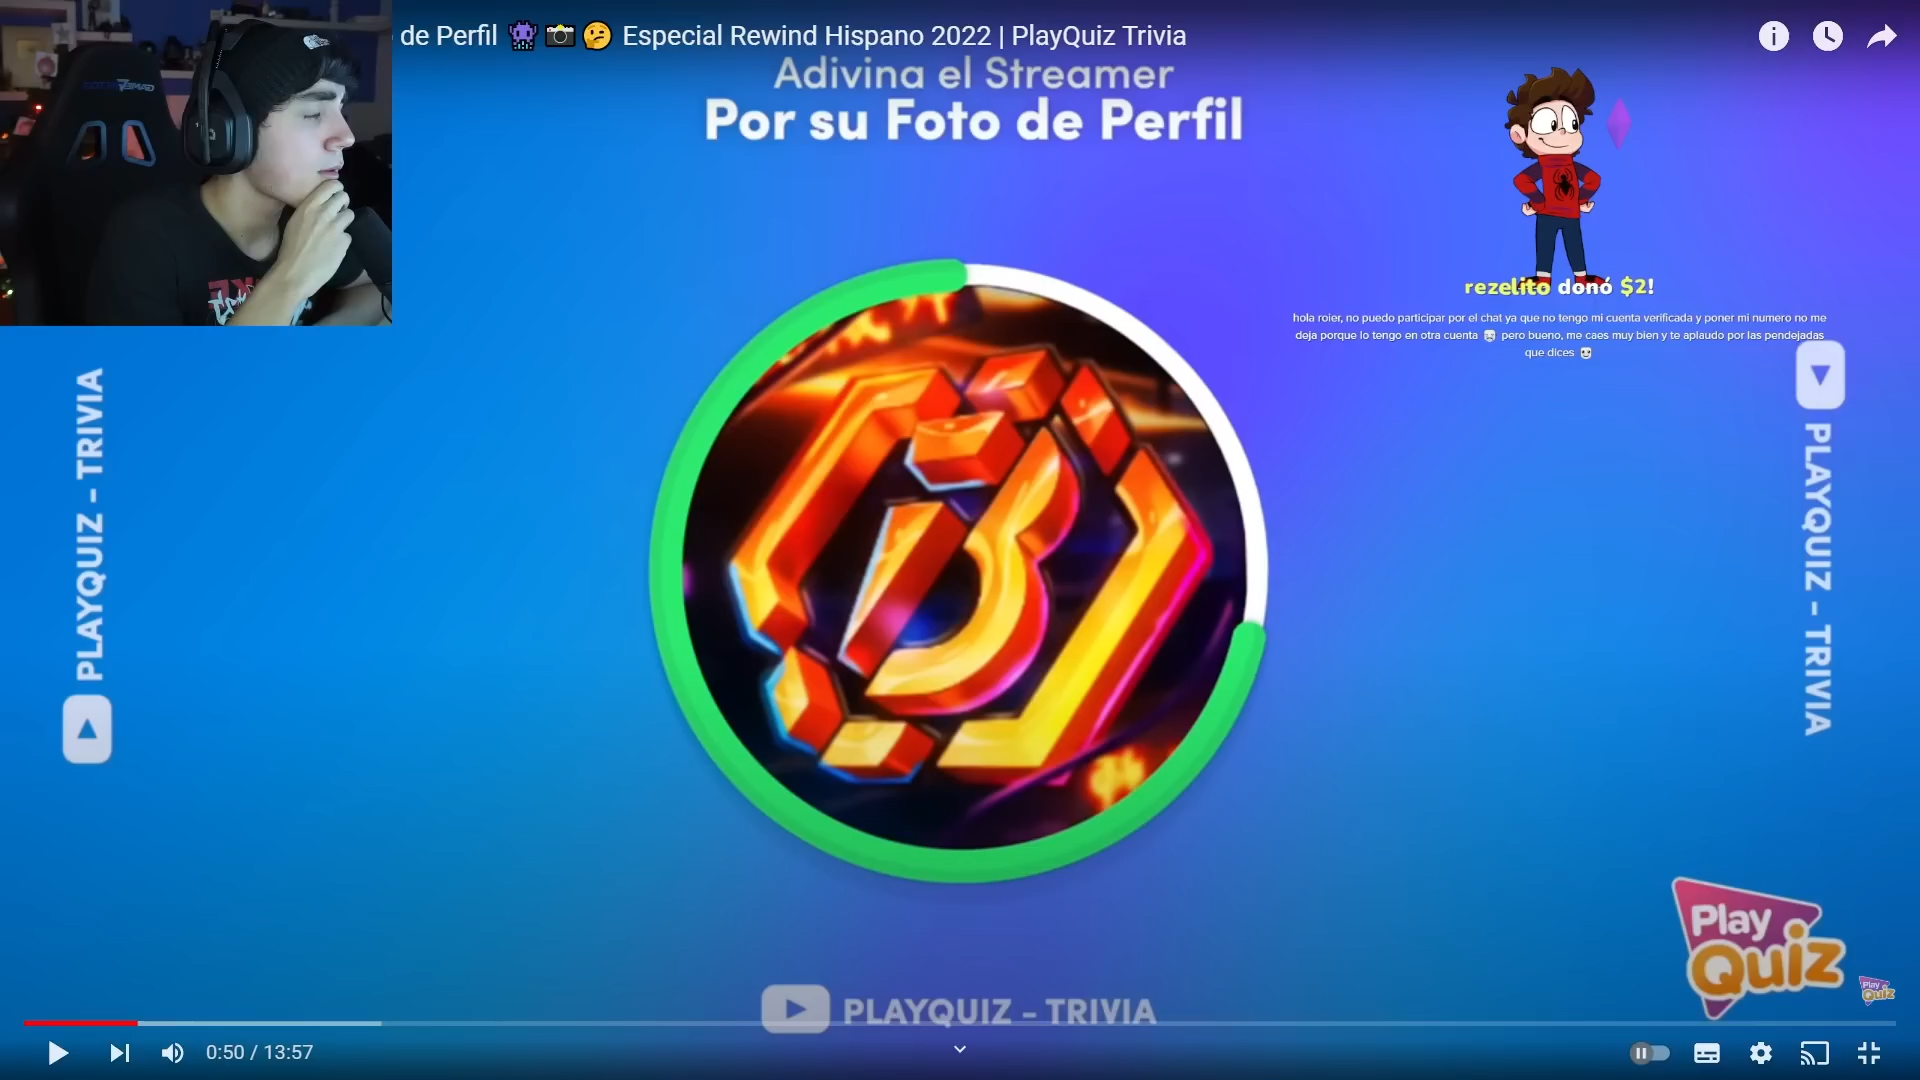 de Perfil 👾📷🤔 Especial Rewind Hispano 2022 | PlayQuiz Trivia
Adivina el Streamer
Por su Foto de Perfil
rezelito donó $2!
hola roier, no puedo participar por el chat ya que no tengo mi cuenta verificada y poner mi numero no me
deja porque lo tengo en otra cuenta pero bueno, me caes muy bien y te aplaudo por las pendejadas
que dices
PLAYQUIZ - TRIVIA
PLAYQUIZ - TRIVIA
B
Play
Quiz
Play
Quiz
PLAYQUIZ - TRIVIA
0:50 / 13:57